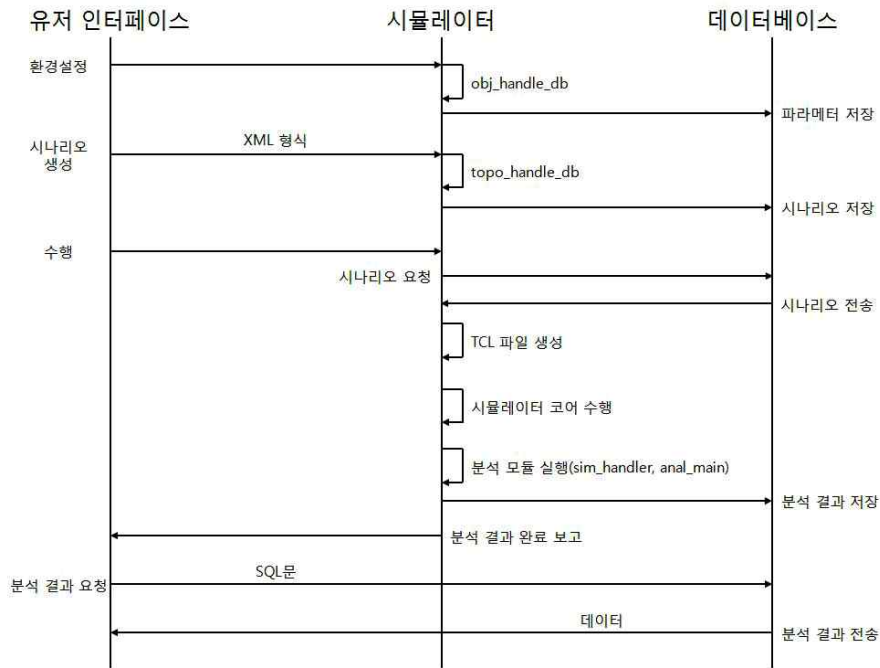 유저 인터페이스
시뮬레이터
데이터베이스
환경설정
obj_handle_db
파라메터 저장
XML 형식
시나리오
생성
topo_handle_db
시나리오 저장
수행
시나리오 요청
시나리오 전송
TCL 파일 생성
시뮬레이터 코어 수행
분석 모듈 실행(sim_handler, anal_main)
분석 결과 저장
분석 결과 완료 보고
SQL문
분석 결과 요청
데이터
분석 결과 전송